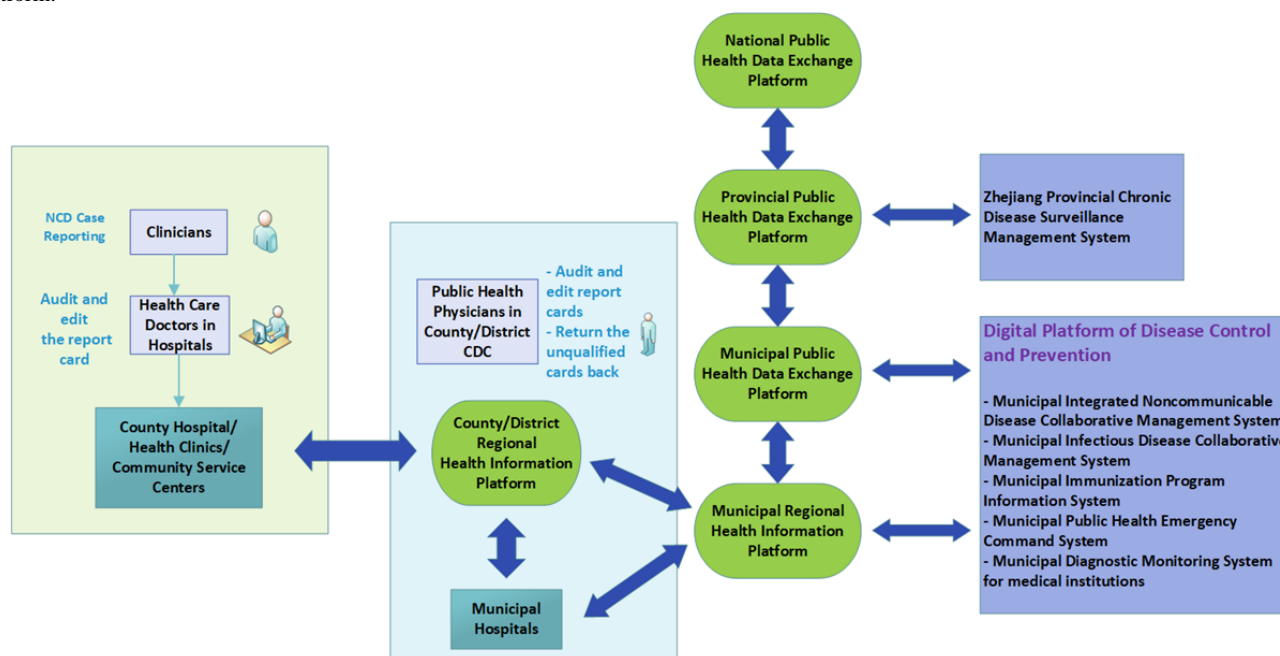 form.
National Public
Health Data Exchange
Platform
Provincial Public
Health Data Exchange
Platform
Zhejiang Provincial Chronic
Disease Surveillance
Management System
NCD Case
Reporting
Clinicians
Audit and
edit
the report
card
Health Care
Doctors in
Hospitals
County Hospital/
Health Clinics/
Community Service
Centers
Public Health
Physicians in
County/District
CDC
- Audit and
edit report
cards
- Return the
unqualified
cards back
County/District
Regional
Health Information
Platform
Municipal
Hospitals
Municipal Public
Health Data Exchange
Platform
Municipal Regional
Health Information
Platform
Digital Platform of Disease Control
and Prevention
- Municipal Integrated Noncommunicable
Disease Collaborative Management System
- Municipal Infectious Disease Collaborative
Management System
- Municipal Immunization Program
Information System
- Municipal Public Health Emergency
Command System
- Municipal Diagnostic Monitoring System
for medical institutions